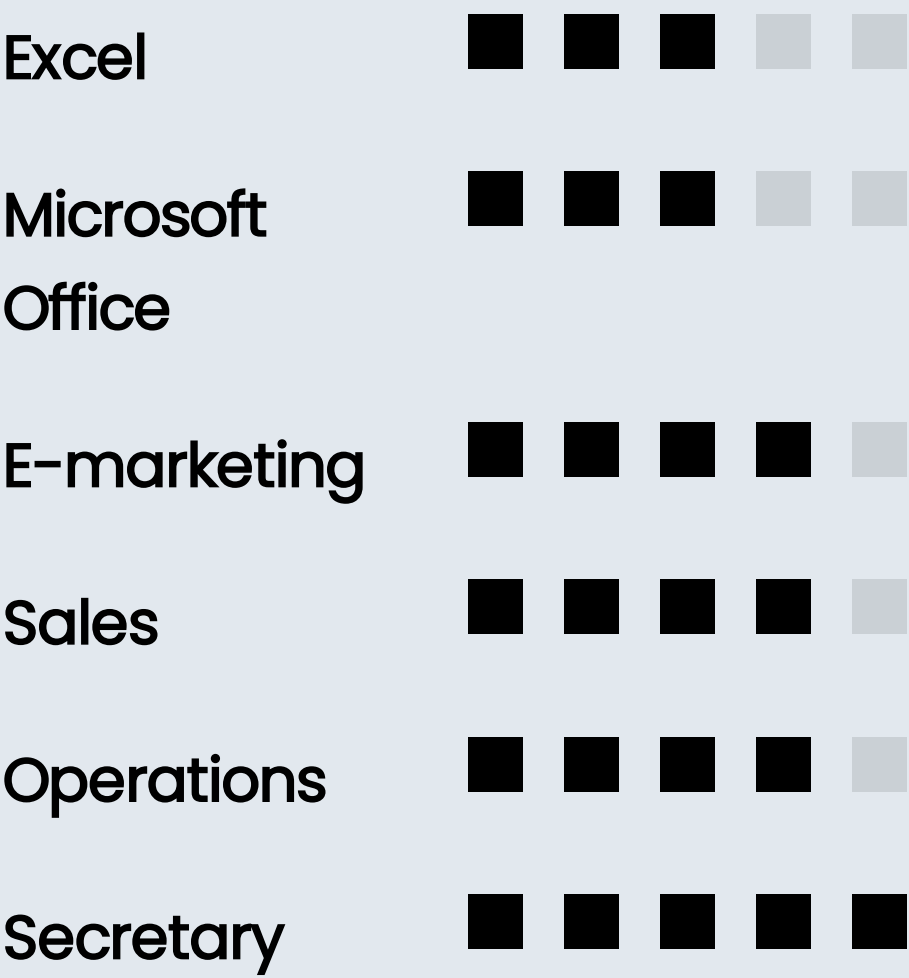 Excel
Microsoft
Office
E-marketing
Sales
Operations
Secretary